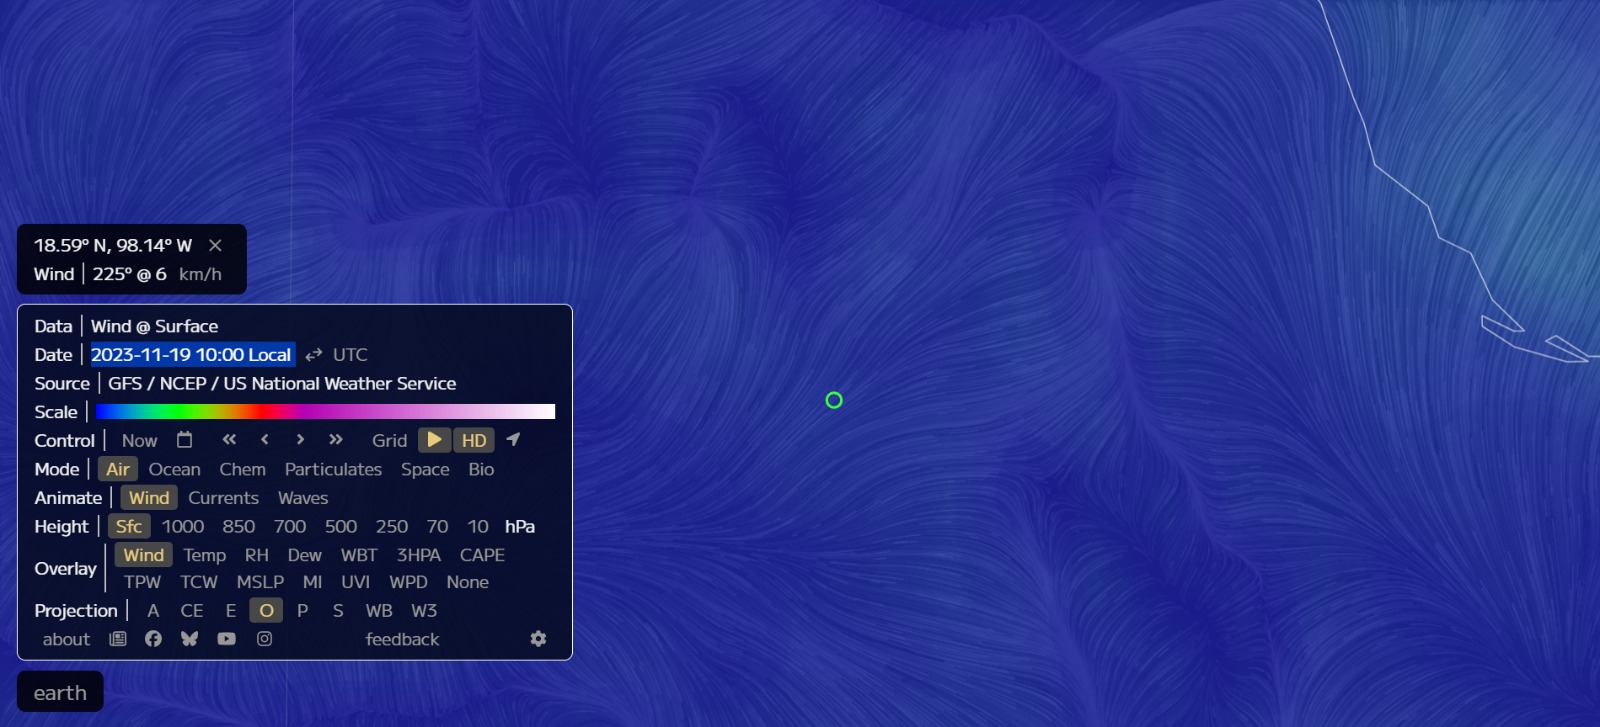 18.59° N, 98.14° W ×
Wind | 225° @ 6 km/h
Data | Wind @ Surface
Date | 2023-11-19 10:00 Local ⇄ UTC
Source | GFS / NCEP / US National Weather Service
Scale |
Control | Now « ‹ › » Grid ▶ HD
Mode | Air Ocean Chem Particulates Space Bio
Animate | Wind Currents Waves
Height | Sfc 1000 850 700 500 250 70 10 hPa
Overlay | Wind Temp RH Dew WBT 3HPA CAPE
TPW TCW MSLP MI UVI WPD None
Projection | A CE E O P S WB W3
about feedback
earth